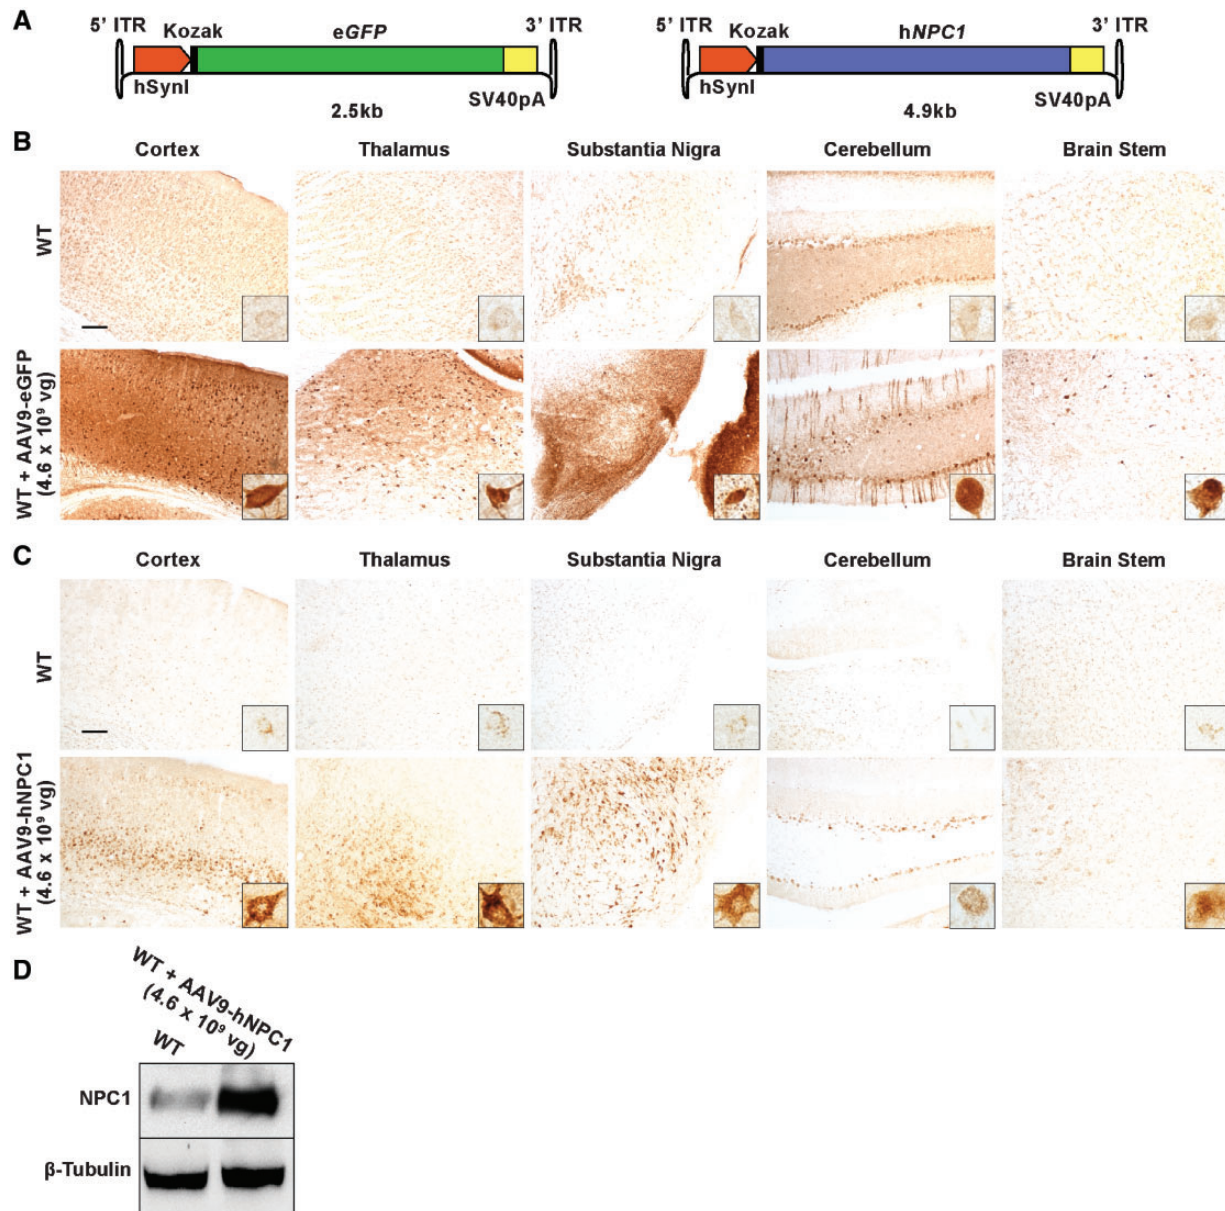 A
5' ITR
Kozak
eGFP
3' ITR
hSynI
SV40pA
2.5kb
5' ITR
Kozak
hNPC1
3' ITR
hSynI
SV40pA
4.9kb
B
Cortex
Thalamus
Substantia Nigra
Cerebellum
Brain Stem
WT
WT + AAV9-eGFP
(4.6 x 10⁹ vg)
C
Cortex
Thalamus
Substantia Nigra
Cerebellum
Brain Stem
WT
WT + AAV9-hNPC1
(4.6 x 10⁹ vg)
D
WT
WT + AAV9-hNPC1
(4.6 x 10⁹ vg)
NPC1
β-Tubulin